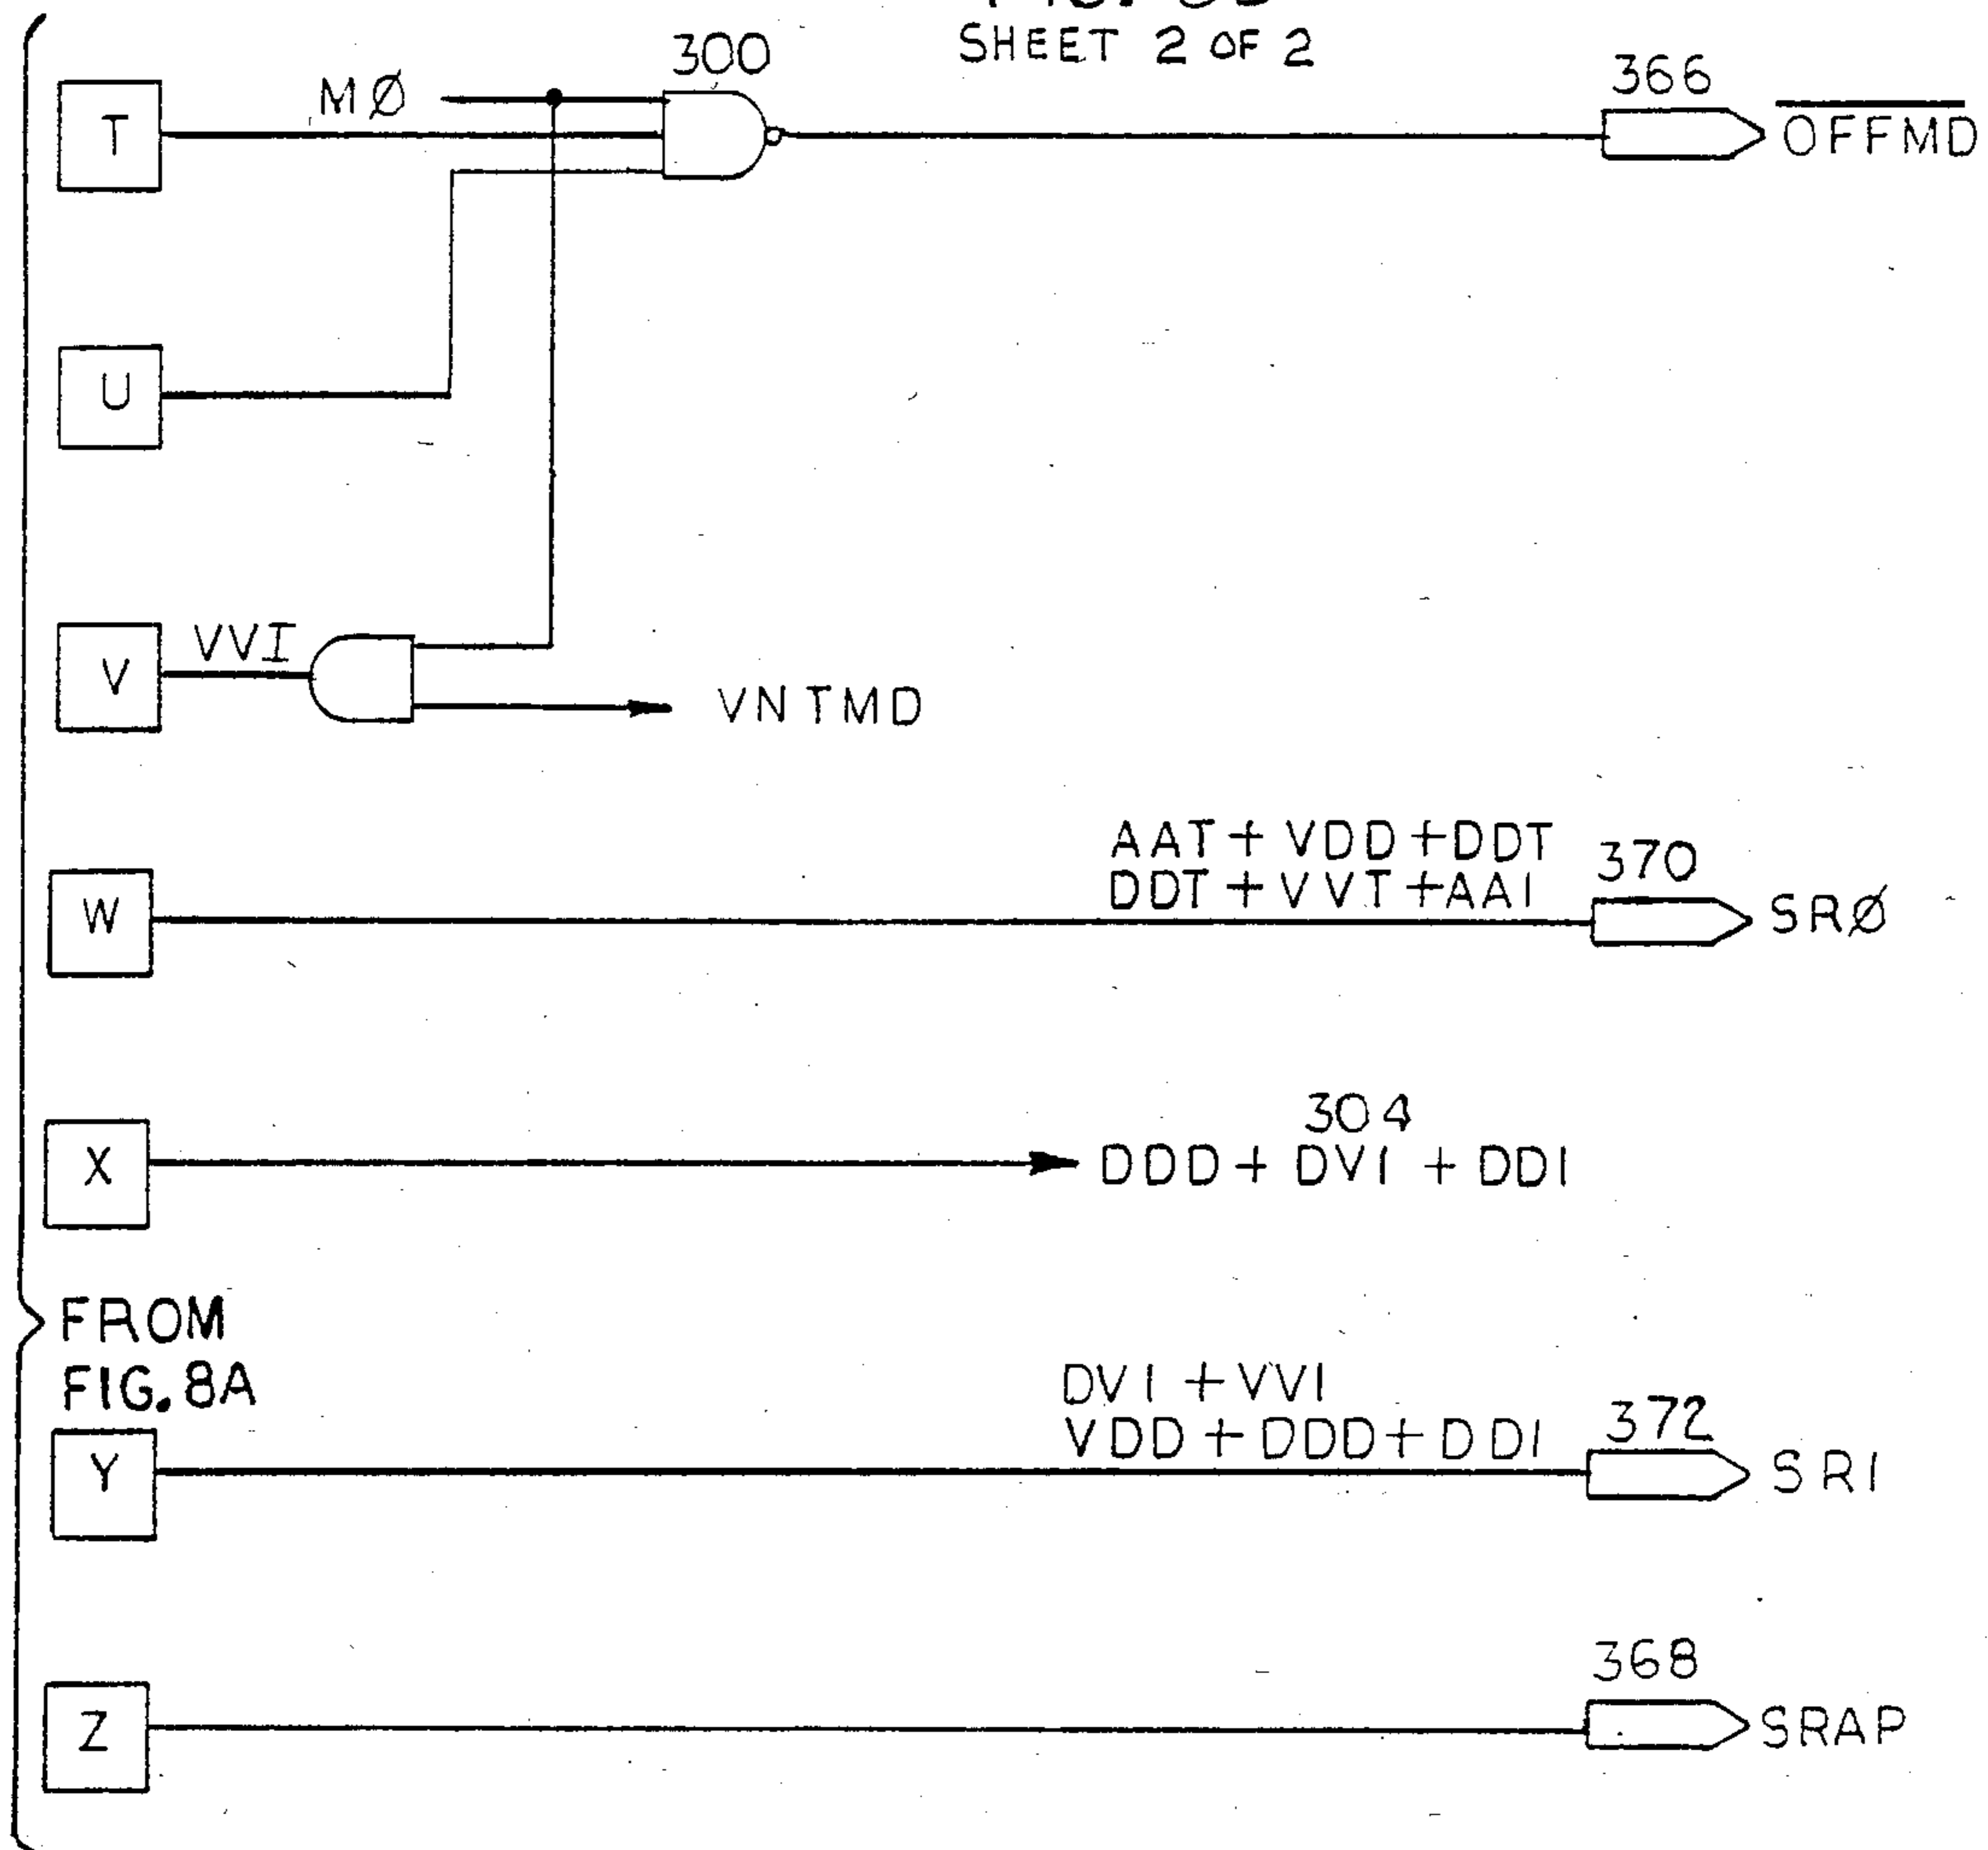 SHEET 2 OF 2
300
366
MØ
T
OFFMD
U
VVI
V
VNTMD
AAT + VDD + DDT
370
DDT + VVT + AAI
W
SRØ
304
X
DDD + DVI + DDI
FROM
FIG. 8A
DVI + VVI
372
VDD + DDD + DDI
Y
SRI
368
Z
SRAP